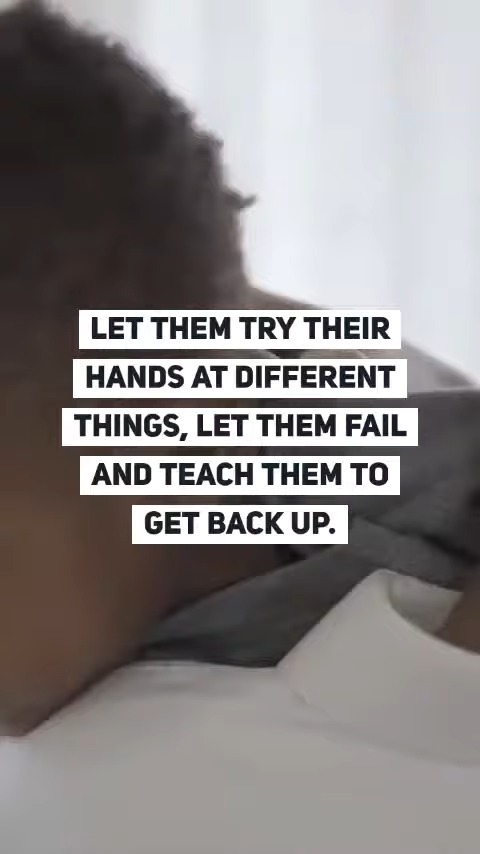 LET THEM TRY THEIR
HANDS AT DIFFERENT
THINGS, LET THEM FAIL
AND TEACH THEM TO
GET BACK UP.